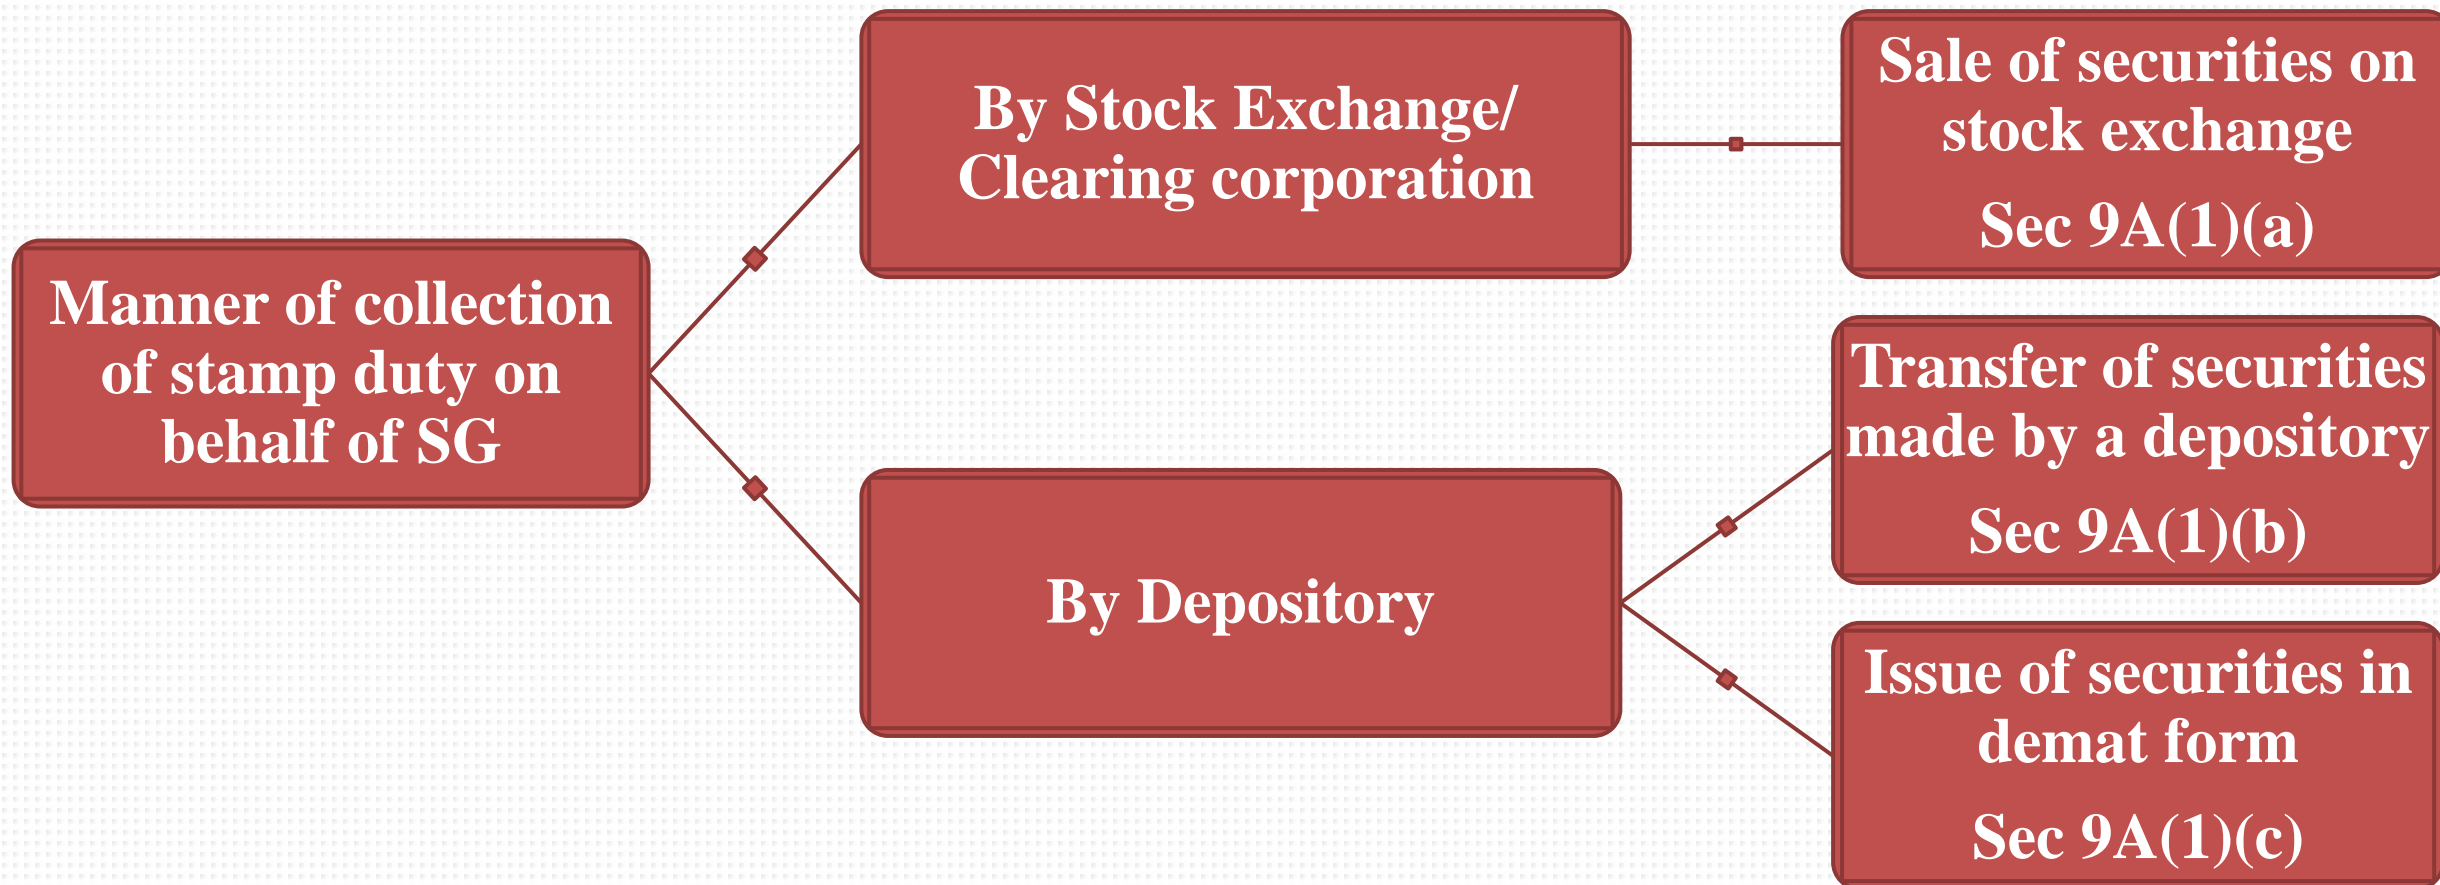 Manner of collection
of stamp duty on
behalf of SG
By Stock Exchange/
Clearing corporation
Sale of securities on
stock exchange
Sec 9A(1)(a)
By Depository
Transfer of securities
made by a depository
Sec 9A(1)(b)
Issue of securities in
demat form
Sec 9A(1)(c)